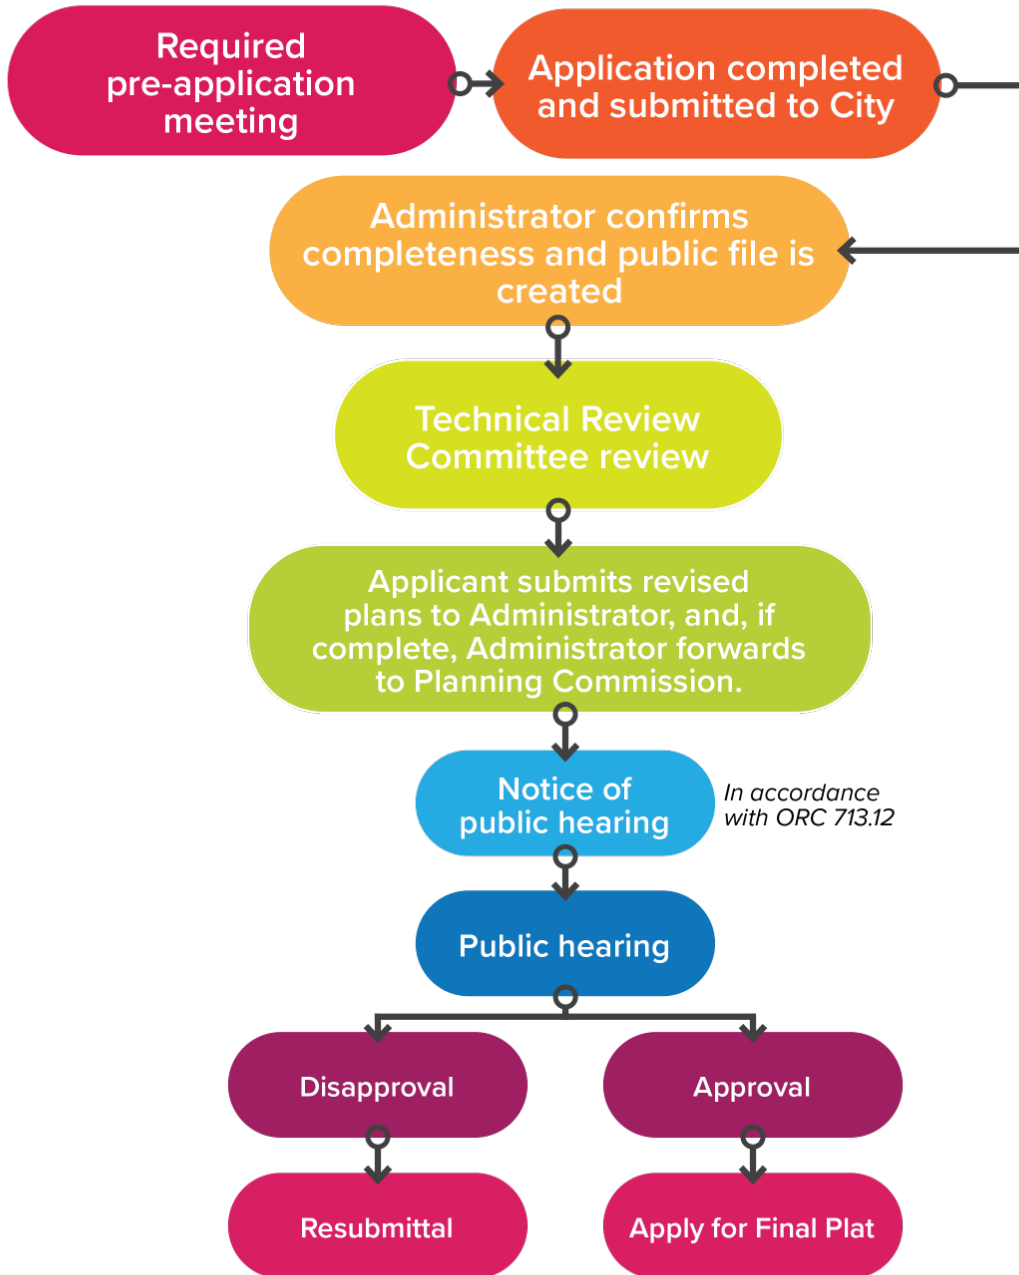 Required
pre-application
meeting
Application completed
and submitted to City
Administrator confirms
completeness and public file is
created
Technical Review
Committee review
Applicant submits revised
plans to Administrator, and, if
complete, Administrator forwards
to Planning Commission.
Notice of
public hearing
In accordance
with ORC 713.12
Public hearing
Disapproval
Approval
Resubmittal
Apply for Final Plat